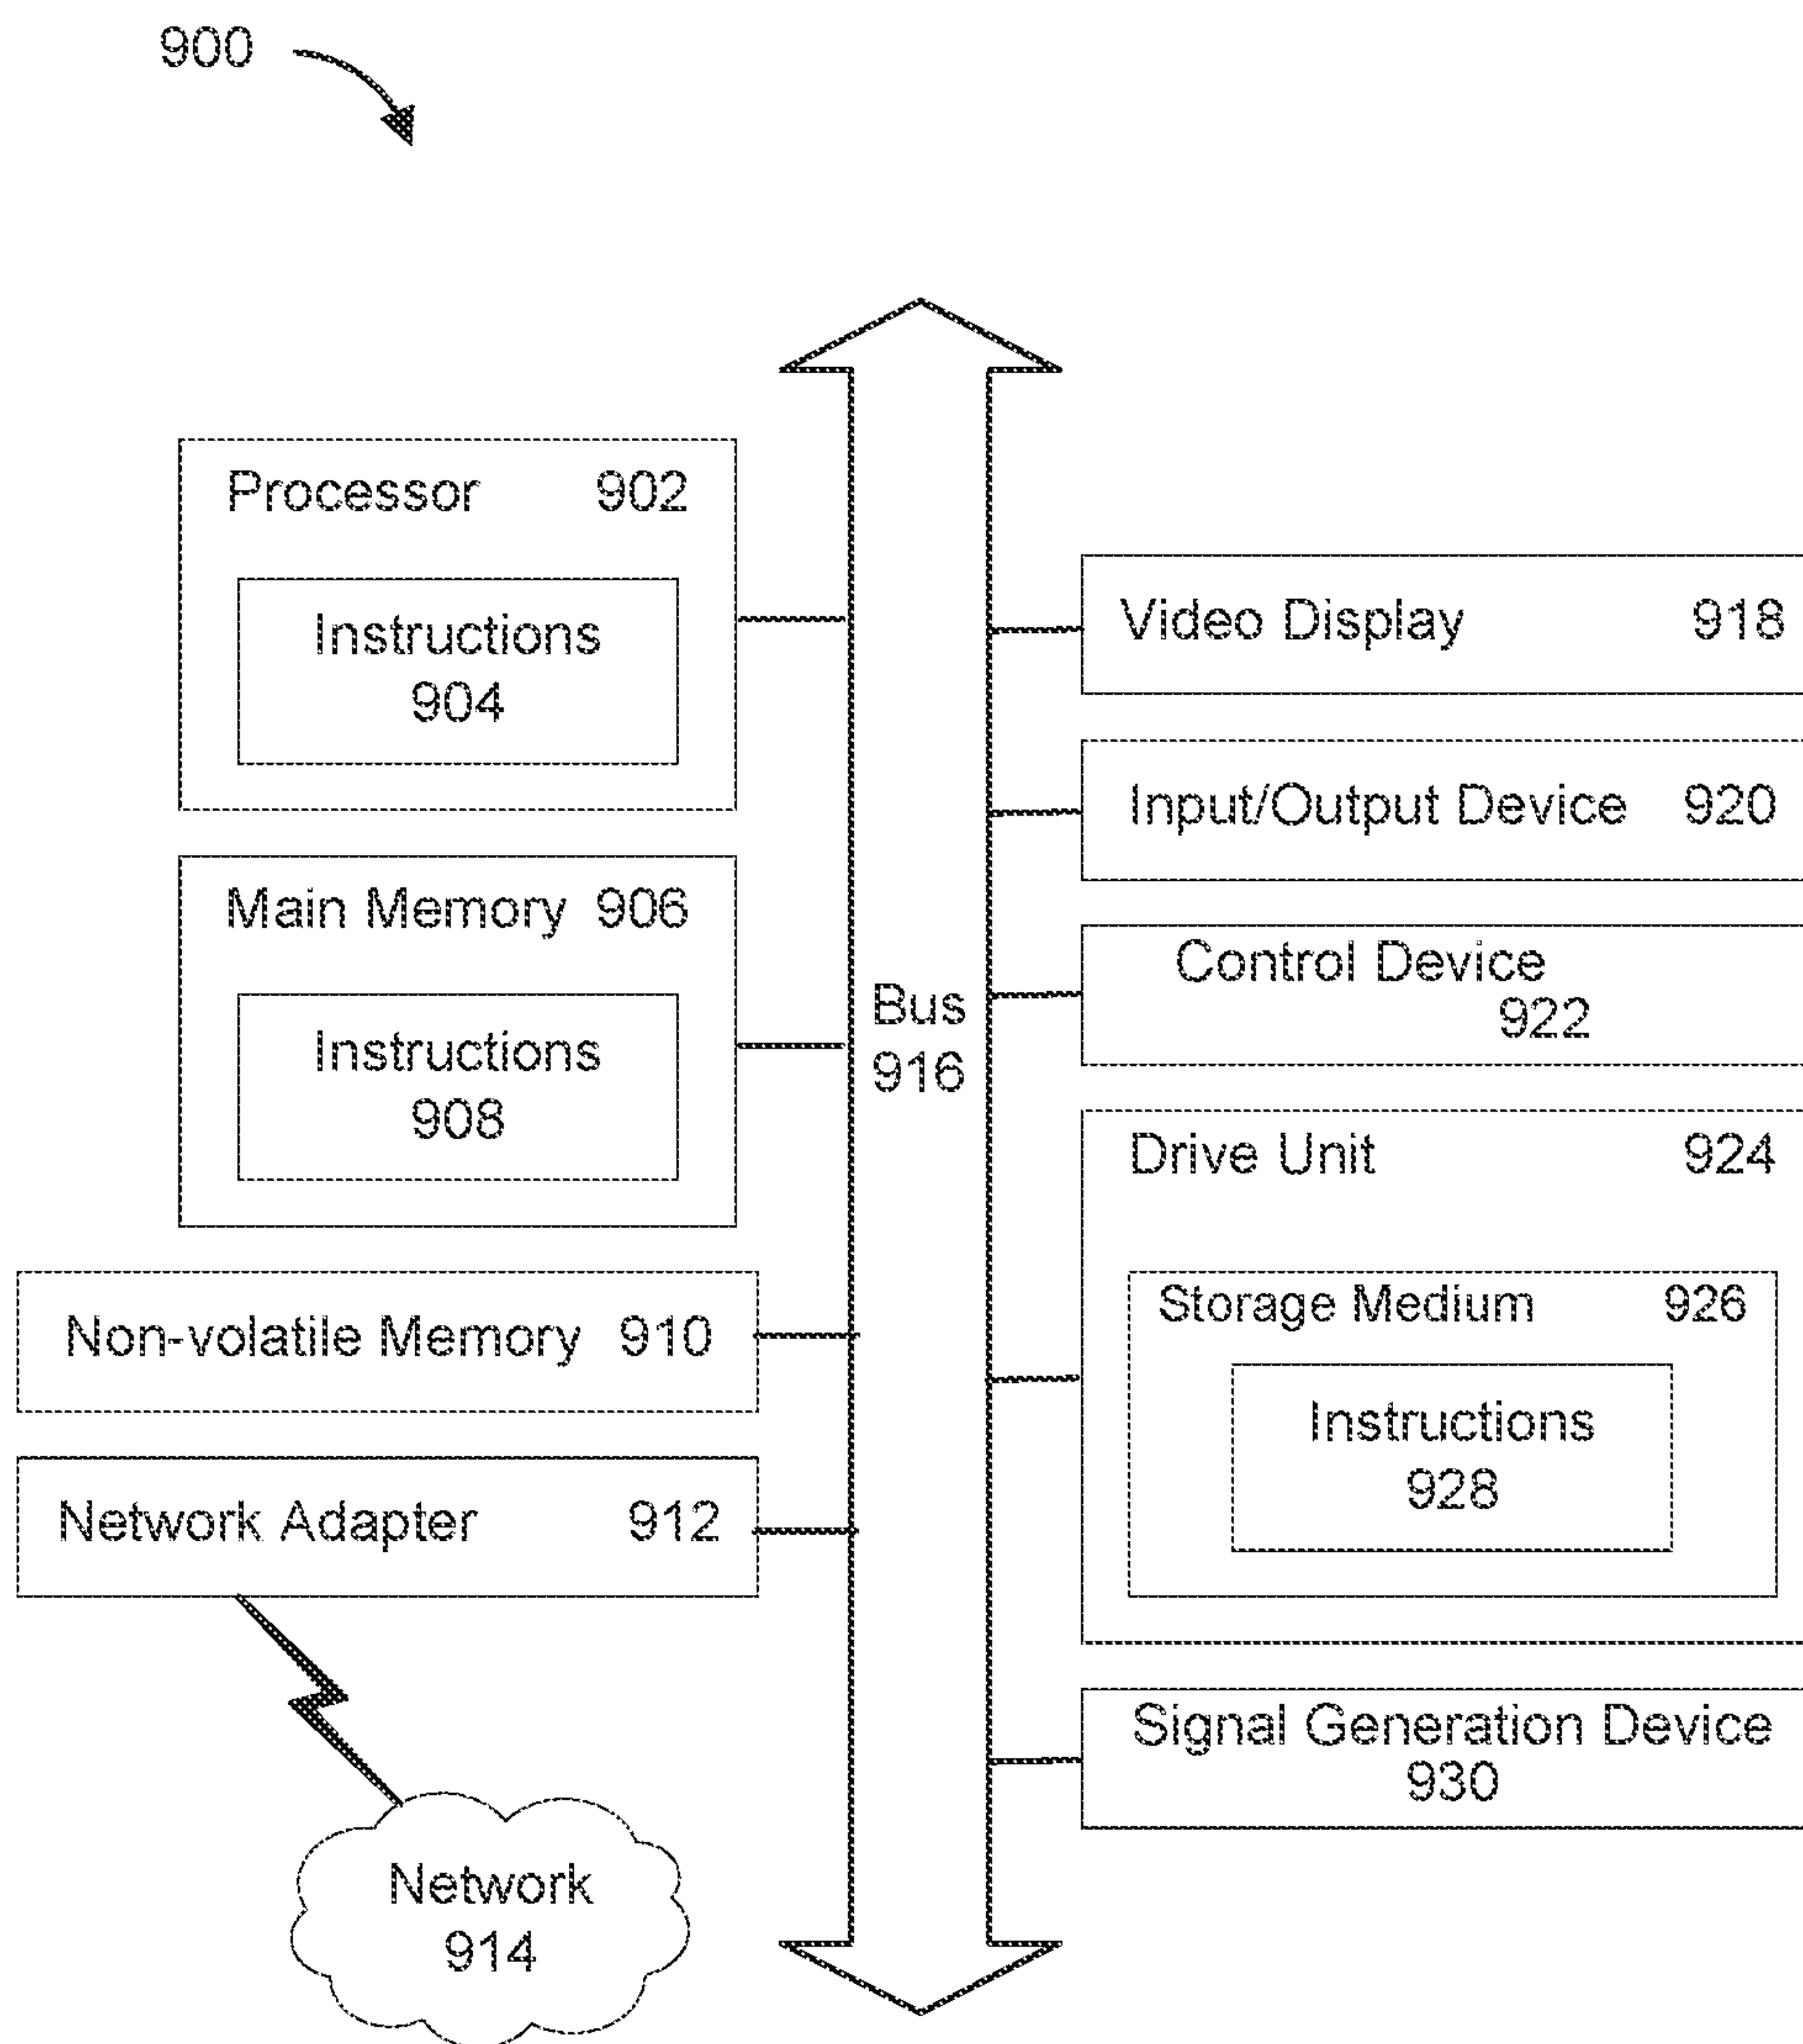 900
Processor 902
Instructions
904
Main Memory 906
Instructions
908
Non-volatile Memory 910
Network Adapter 912
Network
914
Bus
916
Video Display 918
Input/Output Device 920
Control Device
922
Drive Unit 924
Storage Medium 926
Instructions
928
Signal Generation Device
930